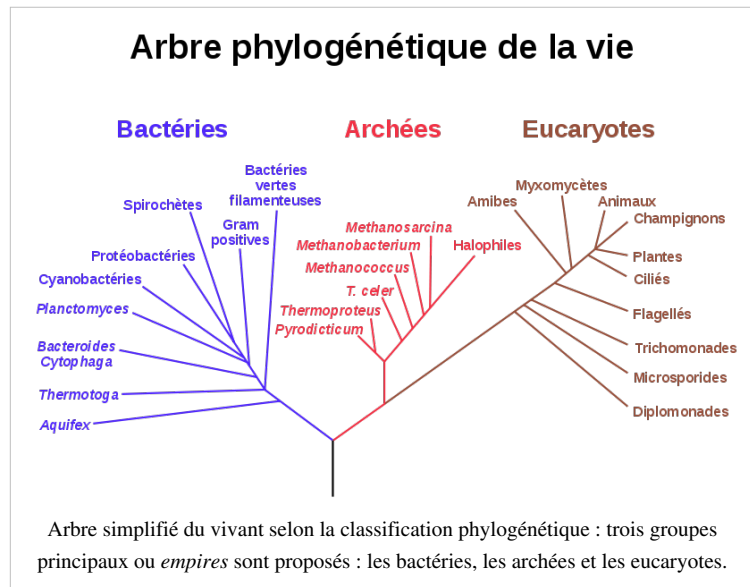 Arbre phylogénétique de la vie
Bactéries
Archées
Eucaryotes
Bactéries
vertes
filamenteuses
Spirochètes
Gram
positives
Protéobactéries
Cyanobactéries
Planctomyces
Bacteroides
Cytophaga
Thermotoga
Aquifex
Methanosarcina
Methanobacterium
Halophiles
Methanococcus
T. celer
Thermoproteus
Pyrodicticum
Myxomycètes
Amibes
Animaux
Champignons
Plantes
Ciliés
Flagellés
Trichomonades
Microsporides
Diplomonades
Arbre simplifié du vivant selon la classification phylogénétique : trois groupes
principaux ou empires sont proposés : les bactéries, les archées et les eucaryotes.